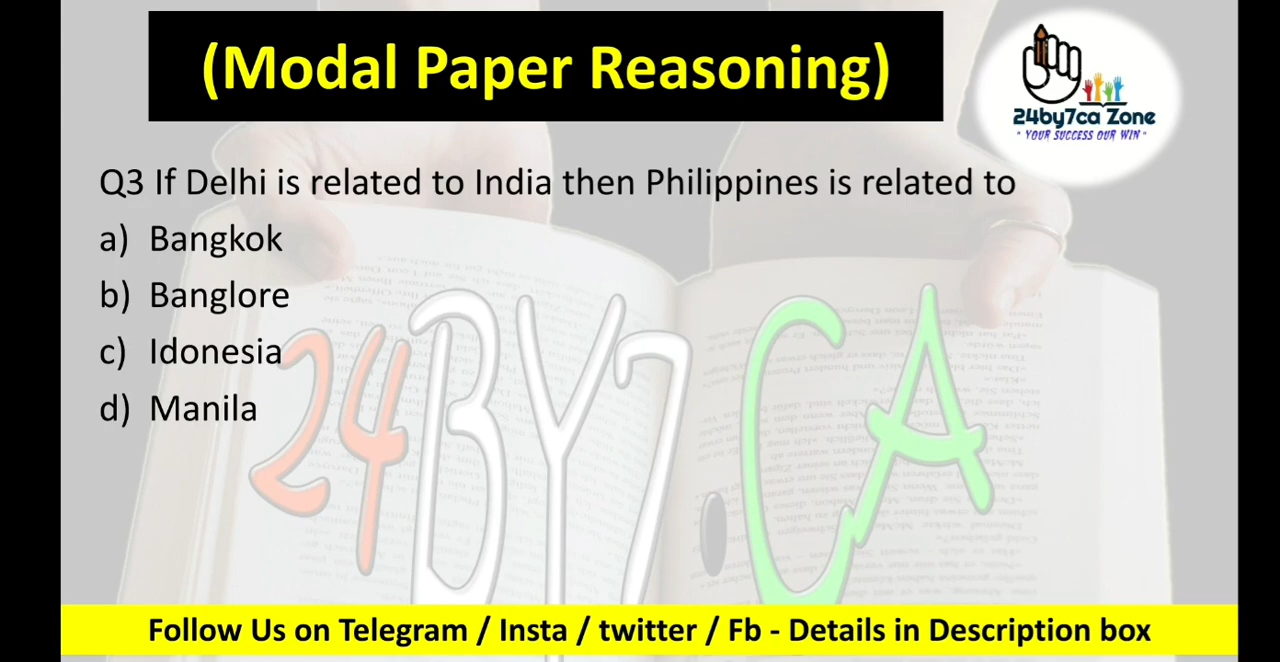 (Modal Paper Reasoning)
24by7ca Zone
" YOUR SUCCESS OUR WIN "
Q3 If Delhi is related to India then Philippines is related to
a) Bangkok
b) Banglore
c) Idonesia
d) Manila
24BY7.CA
Follow Us on Telegram / Insta / twitter / Fb - Details in Description box